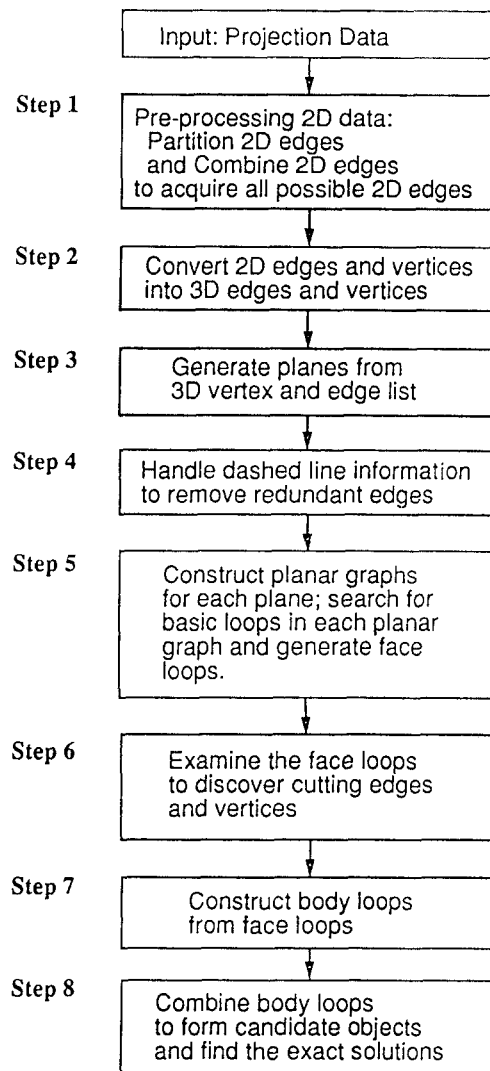 Input: Projection Data
Step 1
Pre-processing 2D data:
Partition 2D edges
and Combine 2D edges
to acquire all possible 2D edges
Step 2
Convert 2D edges and vertices
into 3D edges and vertices
Step 3
Generate planes from
3D vertex and edge list
Step 4
Handle dashed line information
to remove redundant edges
Step 5
Construct planar graphs
for each plane; search for
basic loops in each planar
graph and generate face
loops.
Step 6
Examine the face loops
to discover cutting edges
and vertices
Step 7
Construct body loops
from face loops
Step 8
Combine body loops
to form candidate objects
and find the exact solutions